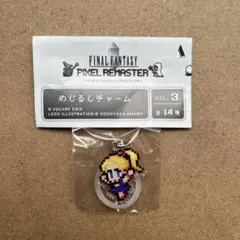 FINAL FANTASY
PIXEL REMASTER
めじるしチャーム
VOL. 3
全14種
© SQUARE ENIX
LOGO ILLUSTRATION: © YOSHITAKA AMANO